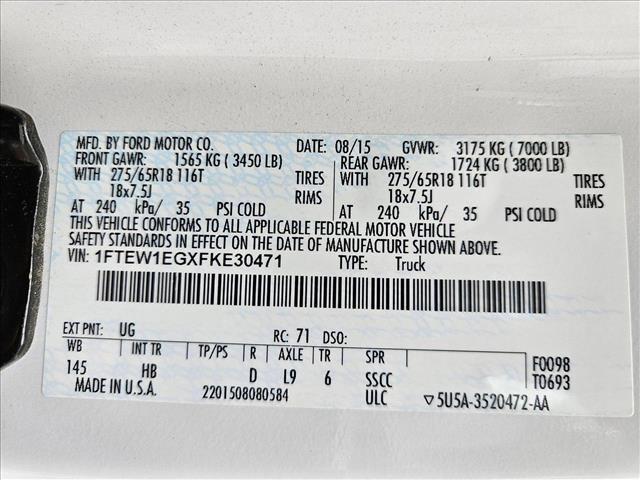 MFD. BY FORD MOTOR CO. DATE: 08/15 GVWR: 3175 KG ( 7000 LB)
FRONT GAWR: 1565 KG ( 3450 LB) REAR GAWR: 1724 KG ( 3800 LB)
WITH 275/65R18 116T TIRES WITH 275/65R18 116T TIRES
18x7.5J RIMS 18x7.5J RIMS
AT 240 kPa/ 35 PSI COLD AT 240 kPa/ 35 PSI COLD
THIS VEHICLE CONFORMS TO ALL APPLICABLE FEDERAL MOTOR VEHICLE
SAFETY STANDARDS IN EFFECT ON THE DATE OF MANUFACTURE SHOWN ABOVE.
VIN: 1FTEW1EGXFKE30471 TYPE: Truck
EXT PNT: UG RC: 71 DSO:
WB INT TR TP/PS R AXLE TR SPR F0098
145 HB D L9 6 SSCC T0693
MADE IN U.S.A. 2201508080584 ULC ▽5U5A-3520472-AA